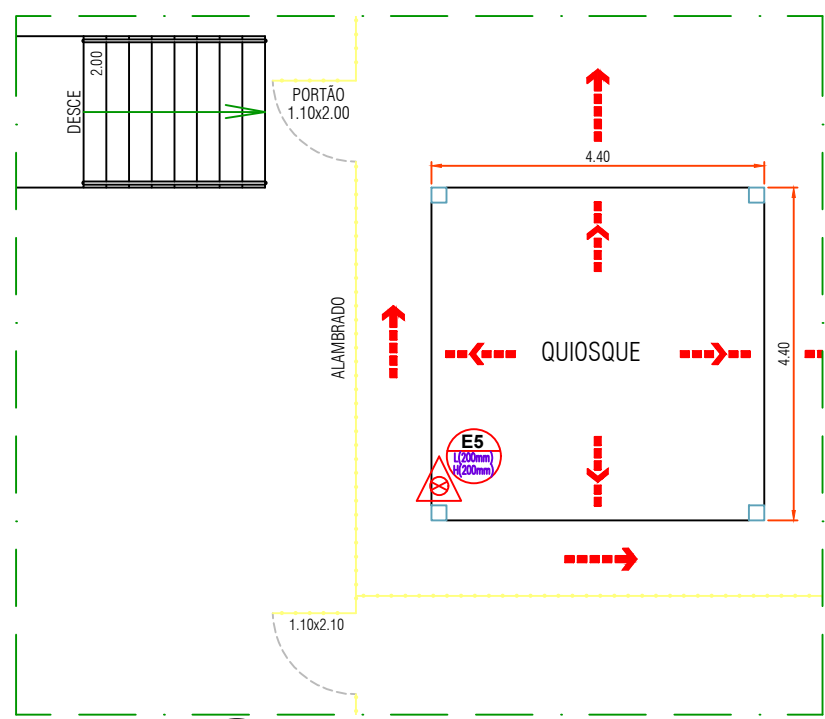 2.00
DESCE
PORTÃO
1.10x2.00
4.40
ALAMBRADO
QUIOSQUE
4.40
E5
L(200mm)
H(200mm)
1.10x2.10